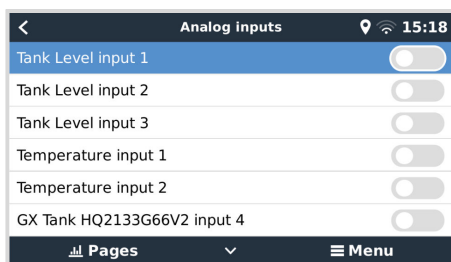 Analog inputs 15:18
Tank Level input 1
Tank Level input 2
Tank Level input 3
Temperature input 1
Temperature input 2
GX Tank HQ2133G66V2 input 4
Pages Menu